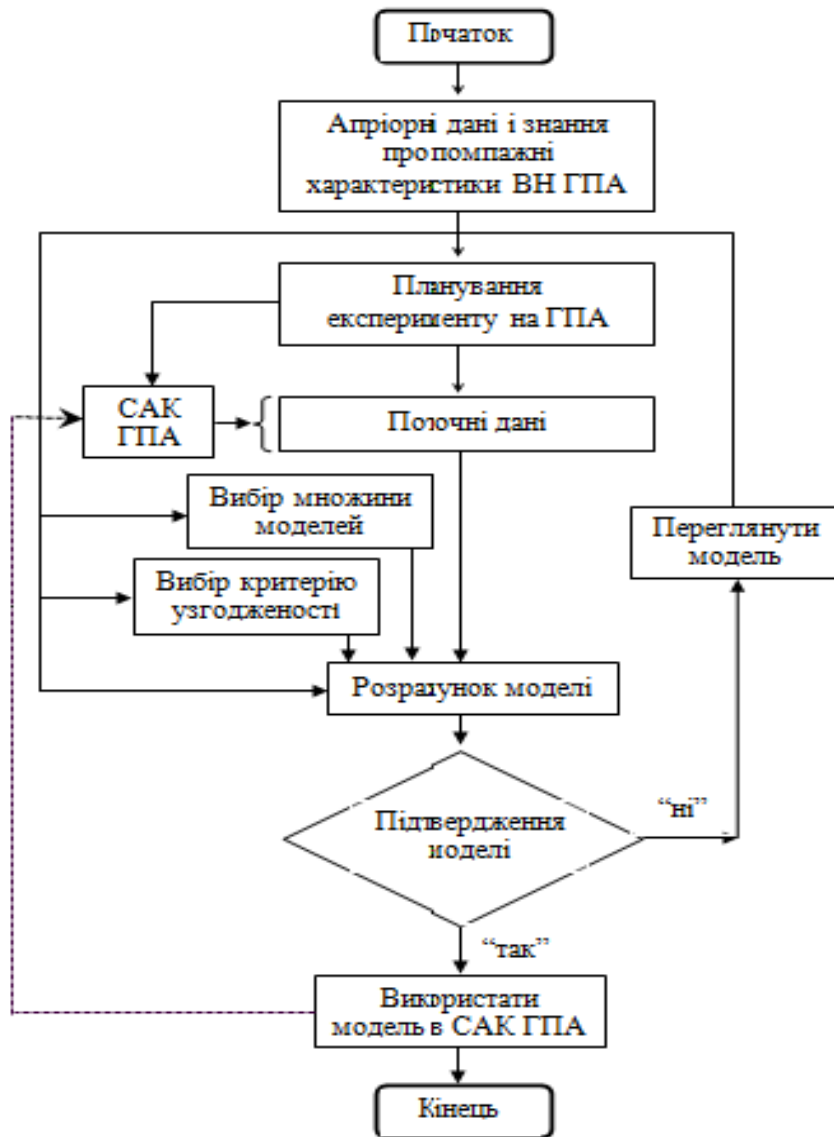 Початок
Апріорні дані і знання
про помпажні
характеристики ВН ГПА
Планування
експерименту на ГПА
САК
ГПА
Поточні дані
Вибір множини
моделей
Переглянути
модель
Вибір критерію
узгодженості
Розрахунок моделі
Підтвердження
моделі
“ні”
“так”
Використати
модель в САК ГПА
Кінець